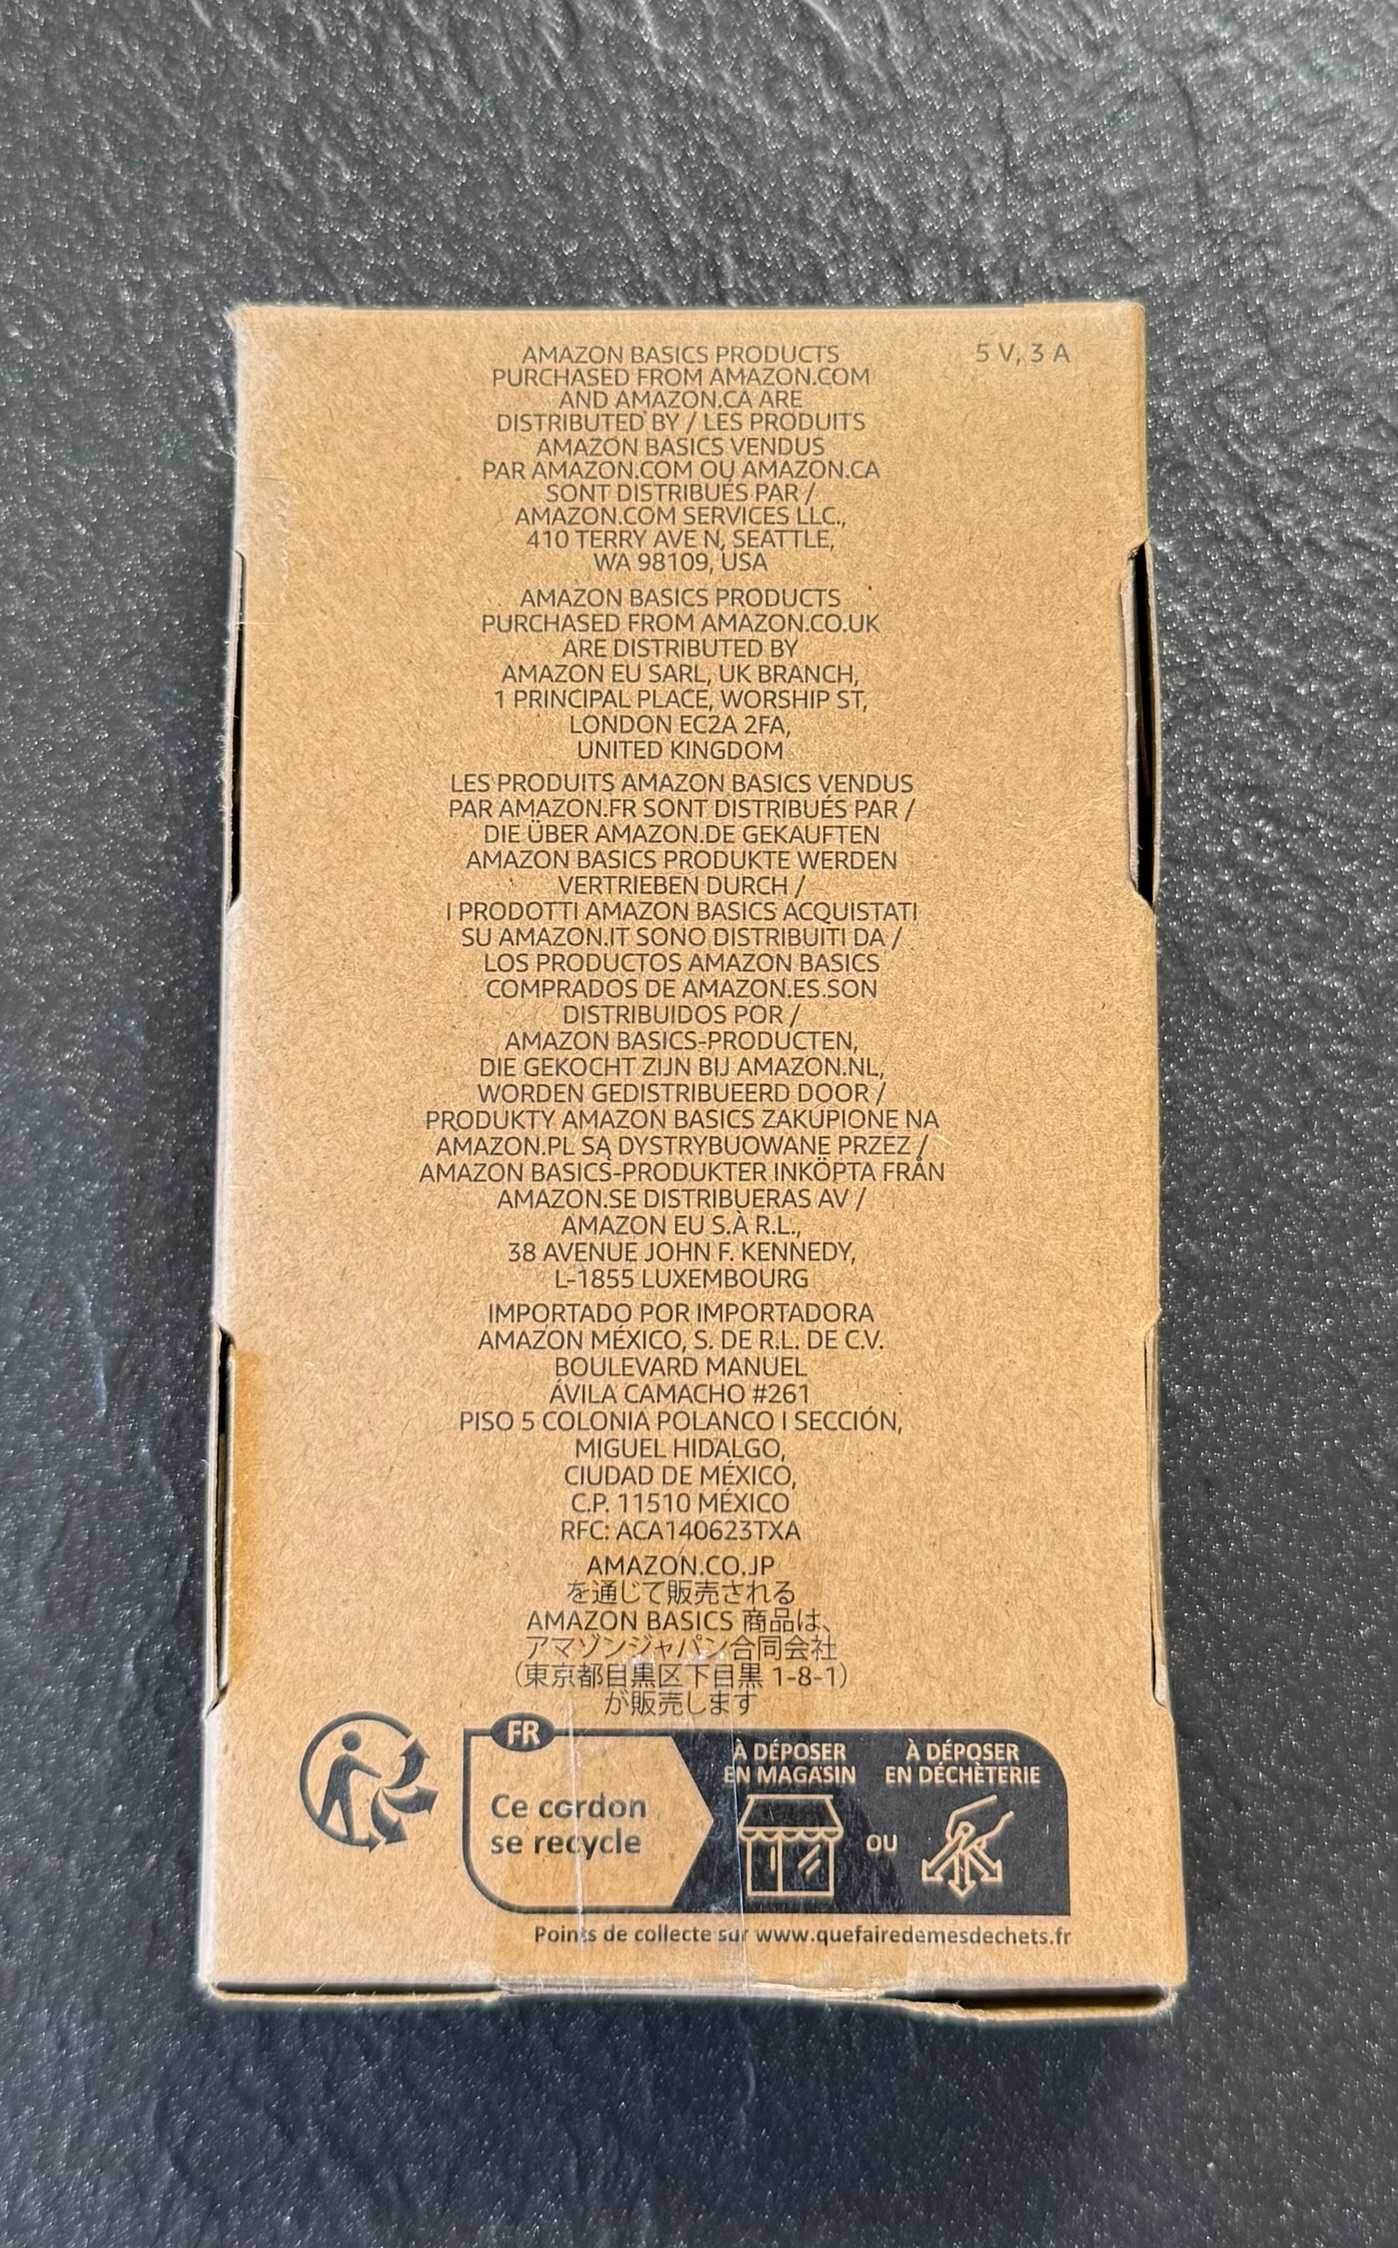 AMAZON BASICS PRODUCTS
PURCHASED FROM AMAZON.COM
AND AMAZON.CA ARE
DISTRIBUTED BY / LES PRODUITS
AMAZON BASICS VENDUS
PAR AMAZON.COM OU AMAZON.CA
SONT DISTRIBUÉS PAR /
AMAZON.COM SERVICES LLC.,
410 TERRY AVE N, SEATTLE,
WA 98109, USA
5 V, 3 A
AMAZON BASICS PRODUCTS
PURCHASED FROM AMAZON.CO.UK
ARE DISTRIBUTED BY
AMAZON EU SARL, UK BRANCH,
1 PRINCIPAL PLACE, WORSHIP ST,
LONDON EC2A 2FA,
UNITED KINGDOM
LES PRODUITS AMAZON BASICS VENDUS
PAR AMAZON.FR SONT DISTRIBUÉS PAR /
DIE ÜBER AMAZON.DE GEKAUFTEN
AMAZON BASICS PRODUKTE WERDEN
VERTRIEBEN DURCH /
I PRODOTTI AMAZON BASICS ACQUISTATI
SU AMAZON.IT SONO DISTRIBUITI DA /
LOS PRODUCTOS AMAZON BASICS
COMPRADOS DE AMAZON.ES.SON
DISTRIBUIDOS POR /
AMAZON BASICS-PRODUCTEN,
DIE GEKOCHT ZIJN BIJ AMAZON.NL,
WORDEN GEDISTRIBUEERD DOOR /
PRODUKTY AMAZON BASICS ZAKUPIONE NA
AMAZON.PL SĄ DYSTRYBUOWANE PRZEZ /
AMAZON BASICS-PRODUKTER INKÖPTA FRÅN
AMAZON.SE DISTRIBUERAS AV /
AMAZON EU S.À R.L.,
38 AVENUE JOHN F. KENNEDY,
L-1855 LUXEMBOURG
IMPORTADO POR IMPORTADORA
AMAZON MÉXICO, S. DE R.L. DE C.V.
BOULEVARD MANUEL
ÁVILA CAMACHO #261
PISO 5 COLONIA POLANCO I SECCIÓN,
MIGUEL HIDALGO,
CIUDAD DE MÉXICO,
C.P. 11510 MÉXICO
RFC: ACA140623TXA
AMAZON.CO.JP
を通じて販売される
AMAZON BASICS 商品は、
アマゾンジャパン合同会社
（東京都目黒区下目黒 1-8-1）
が販売します
FR
Ce cordon
se recycle
À DÉPOSER
EN MAGASIN
OU
À DÉPOSER
EN DÉCHÈTERIE
Points de collecte sur www.quefairedemesdechets.fr